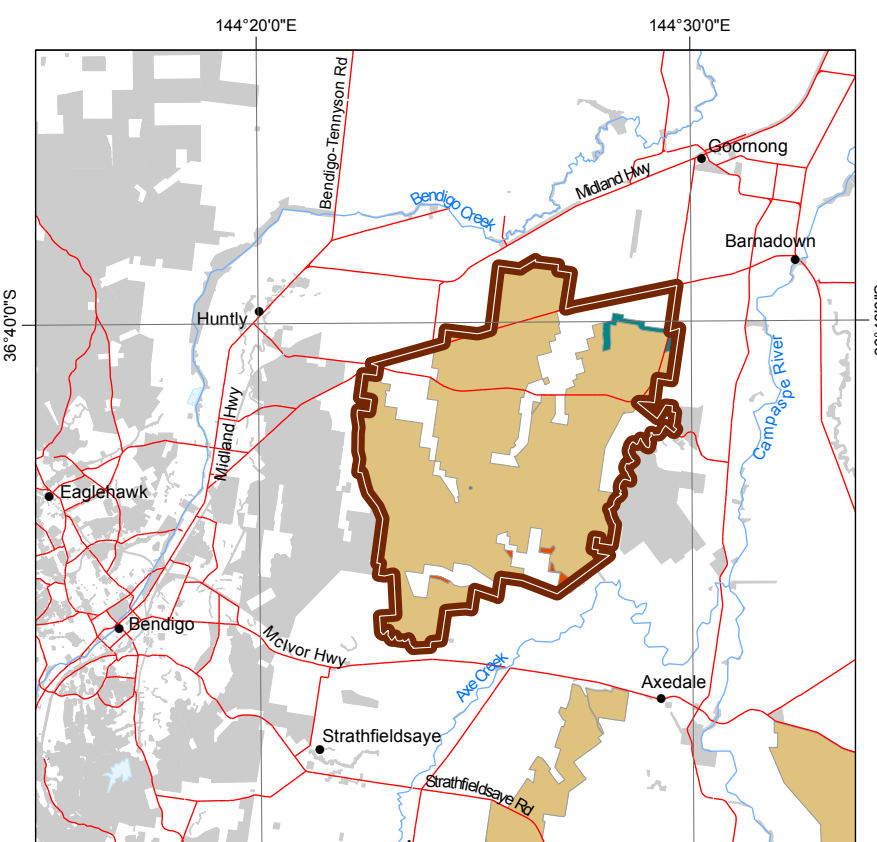 144°20'0"E
144°30'0"E
Bendigo-Tennyson Rd
Goornong
Midland Hwy
Bendigo Creek
Barnadown
36°40'0"S
Huntly
Campaspe River
Midland Hwy
Eaglehawk
Bendigo
McIvor Hwy
Axe Creek
Axedale
Strathfieldsaye
Strathfieldsaye Rd